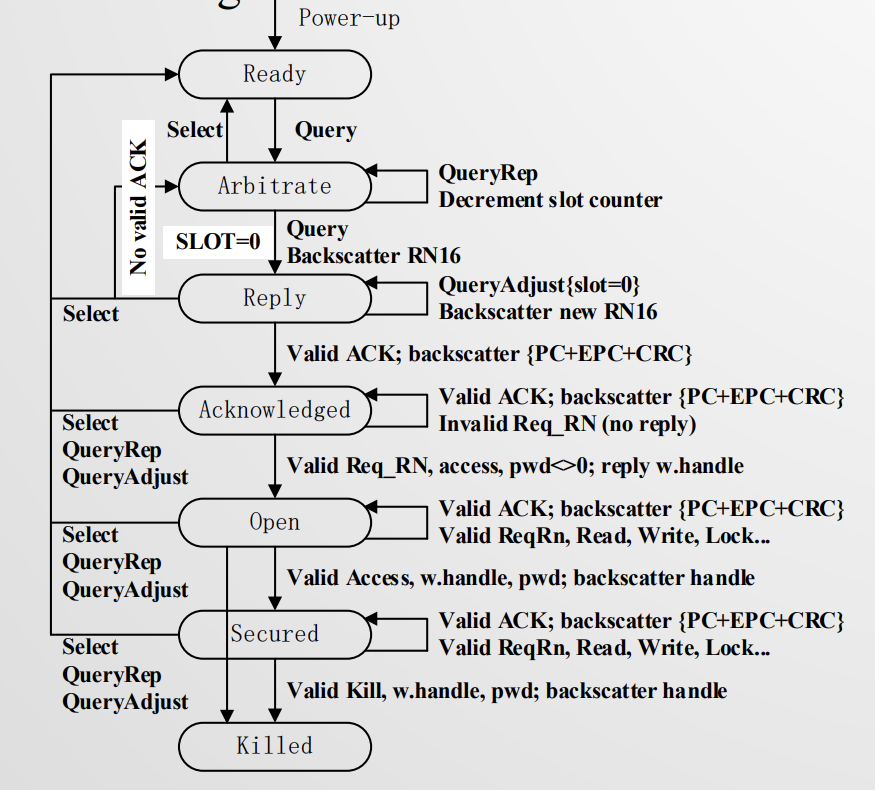 Power-up
Ready
Select
Query
No valid ACK
Arbitrate
QueryRep
Decrement slot counter
SLOT=0
Query
Backscatter RN16
Reply
QueryAdjust{slot=0}
Backscatter new RN16
Select
Valid ACK; backscatter {PC+EPC+CRC}
Acknowledged
Valid ACK; backscatter {PC+EPC+CRC}
Invalid Req_RN (no reply)
Select
QueryRep
QueryAdjust
Valid Req_RN, access, pwd<>0; reply w.handle
Open
Valid ACK; backscatter {PC+EPC+CRC}
Valid ReqRn, Read, Write, Lock...
Select
QueryRep
QueryAdjust
Valid Access, w.handle, pwd; backscatter handle
Secured
Valid ACK; backscatter {PC+EPC+CRC}
Valid ReqRn, Read, Write, Lock...
Select
QueryRep
QueryAdjust
Valid Kill, w.handle, pwd; backscatter handle
Killed